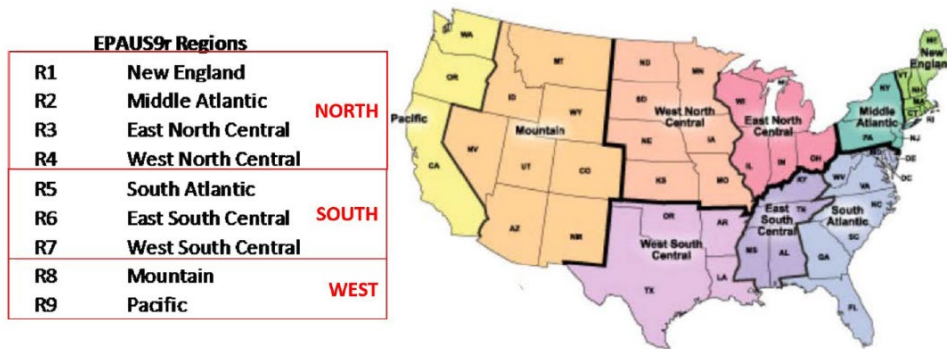 EPAUS9r Regions
R1 New England
R2 Middle Atlantic
NORTH
R3 East North Central
R4 West North Central
R5 South Atlantic
R6 East South Central
SOUTH
R7 West South Central
R8 Mountain
WEST
R9 Pacific
WA
OR
CA
Pacific
MT
ID
WY
NV
UT
CO
AZ
NM
Mountain
ND
MN
SD
NE
IA
KS
MO
West North
Central
WI
MI
IL
IN
OH
East North
Central
NY
PA
NJ
Middle
Atlantic
ME
VT
NH
MA
CT
RI
New
England
OR
AR
TX
LA
West South
Central
KY
TN
MS
AL
East
South
Central
WV
MD
DE
DC
VA
NC
SC
GA
FL
South
Atlantic